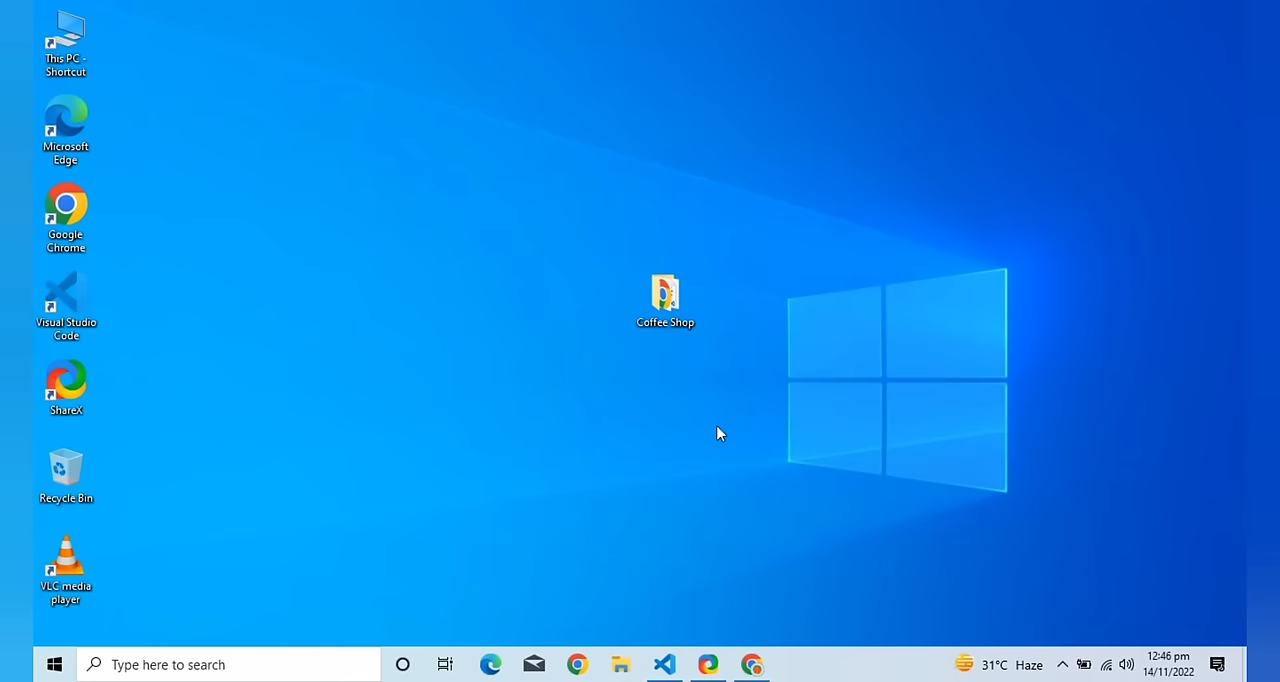 This PC -
Shortcut
Microsoft
Edge
Google
Chrome
Visual Studio
Code
ShareX
Recycle Bin
VLC media
player
Coffee Shop
Type here to search
31°C Haze
12:46 pm
14/11/2022